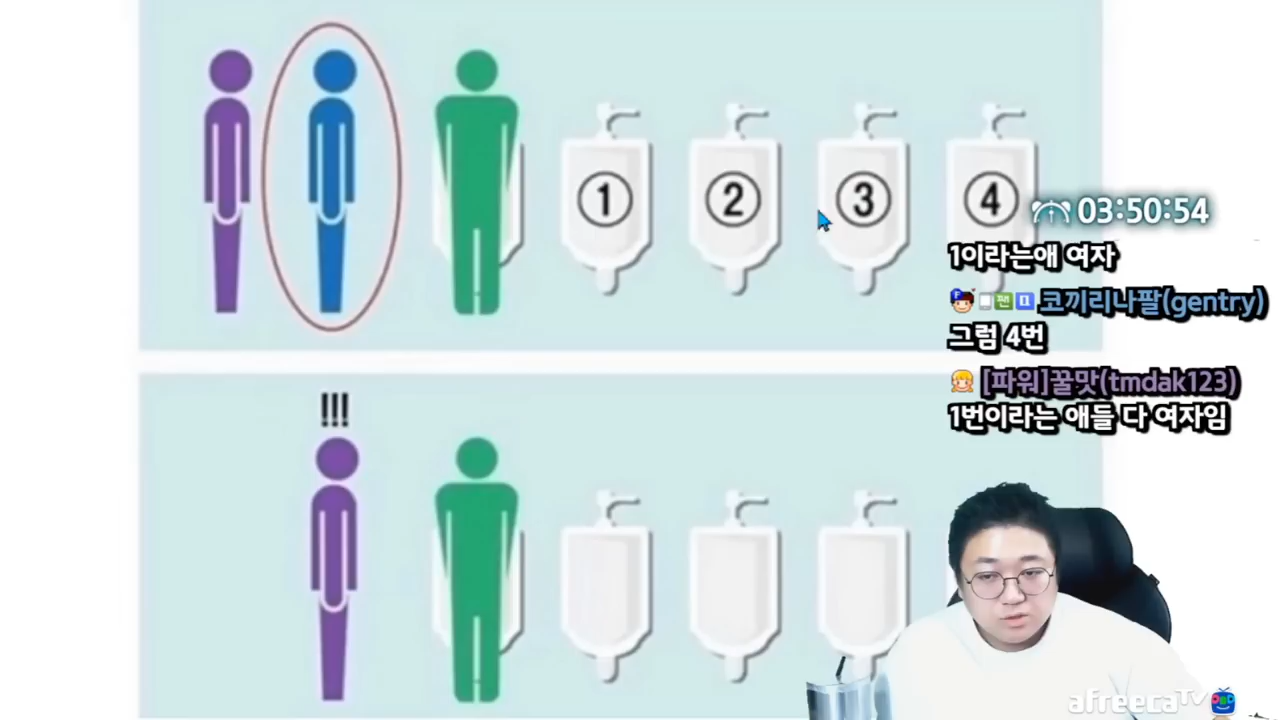 ① ② ③ ④
03:50:54
1이라는애 여자
팬 코끼리나팔(gentry)
그럼 4번
[파워]꿀맛(tmdak123)
1번이라는 애들 다 여자임
!!!
afreecaTV